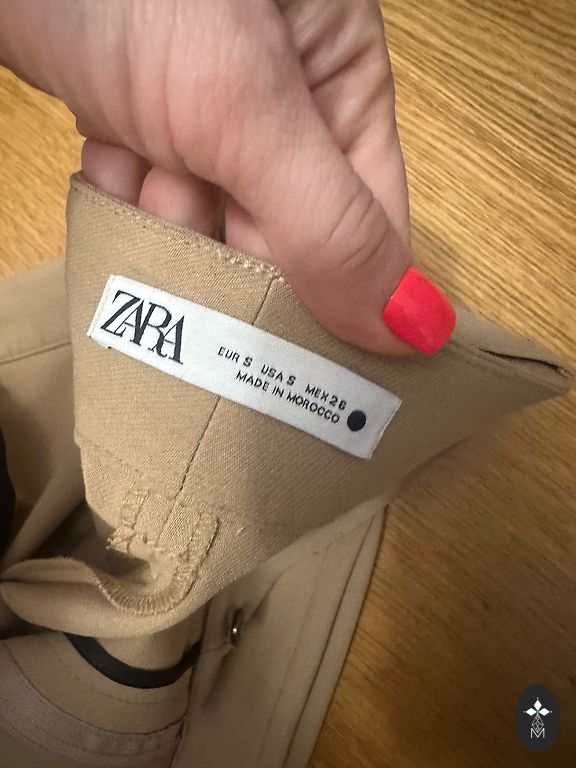 ZARA
EUR S USA S MEX 26
MADE IN MOROCCO
M